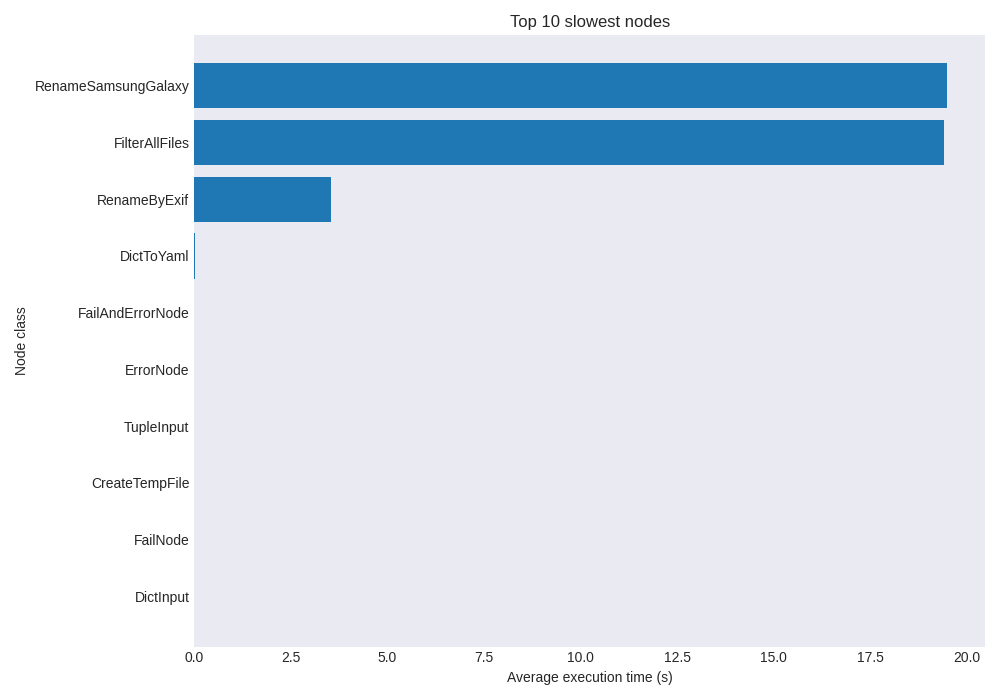 Top 10 slowest nodes
Node class
RenameSamsungGalaxy
FilterAllFiles
RenameByExif
DictToYaml
FailAndErrorNode
ErrorNode
TupleInput
CreateTempFile
FailNode
DictInput
0.0 2.5 5.0 7.5 10.0 12.5 15.0 17.5 20.0
Average execution time (s)